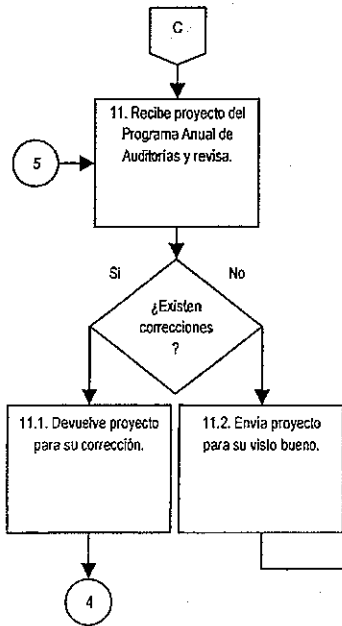 C
11. Recibe proyecto del
Programa Anual de
Auditorías y revisa.
5
Si
No
¿Existen
correcciones
?
11.1. Devuelve proyecto
para su corrección.
11.2. Envia proyecto
para su visto bueno.
4